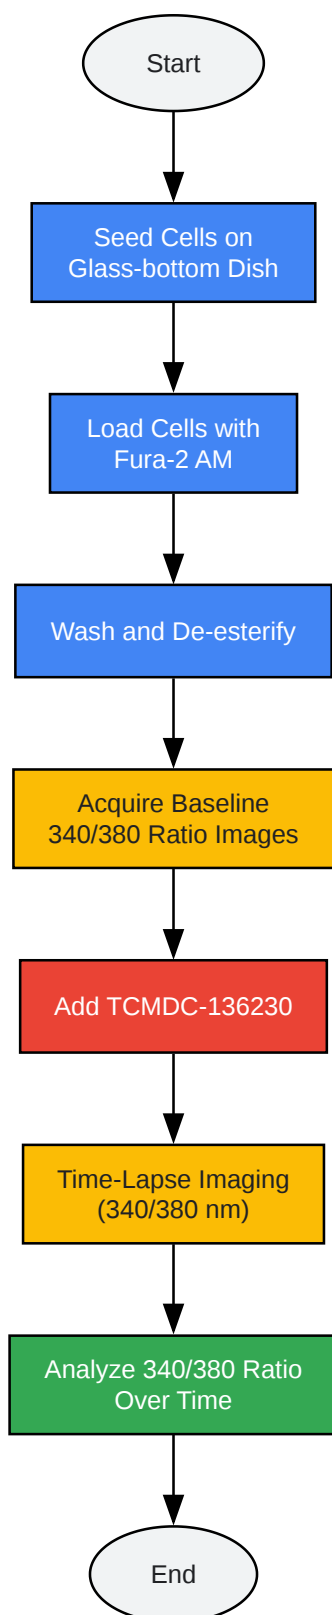 Start
Seed Cells on
Glass-bottom Dish
Load Cells with
Fura-2 AM
Wash and De-esterify
Acquire Baseline
340/380 Ratio Images
Add TCMDC-136230
Time-Lapse Imaging
(340/380 nm)
Analyze 340/380 Ratio
Over Time
End